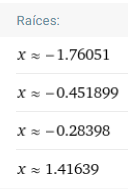 Raíces:
x ≈ −1.76051
x ≈ −0.451899
x ≈ −0.28398
x ≈ 1.41639